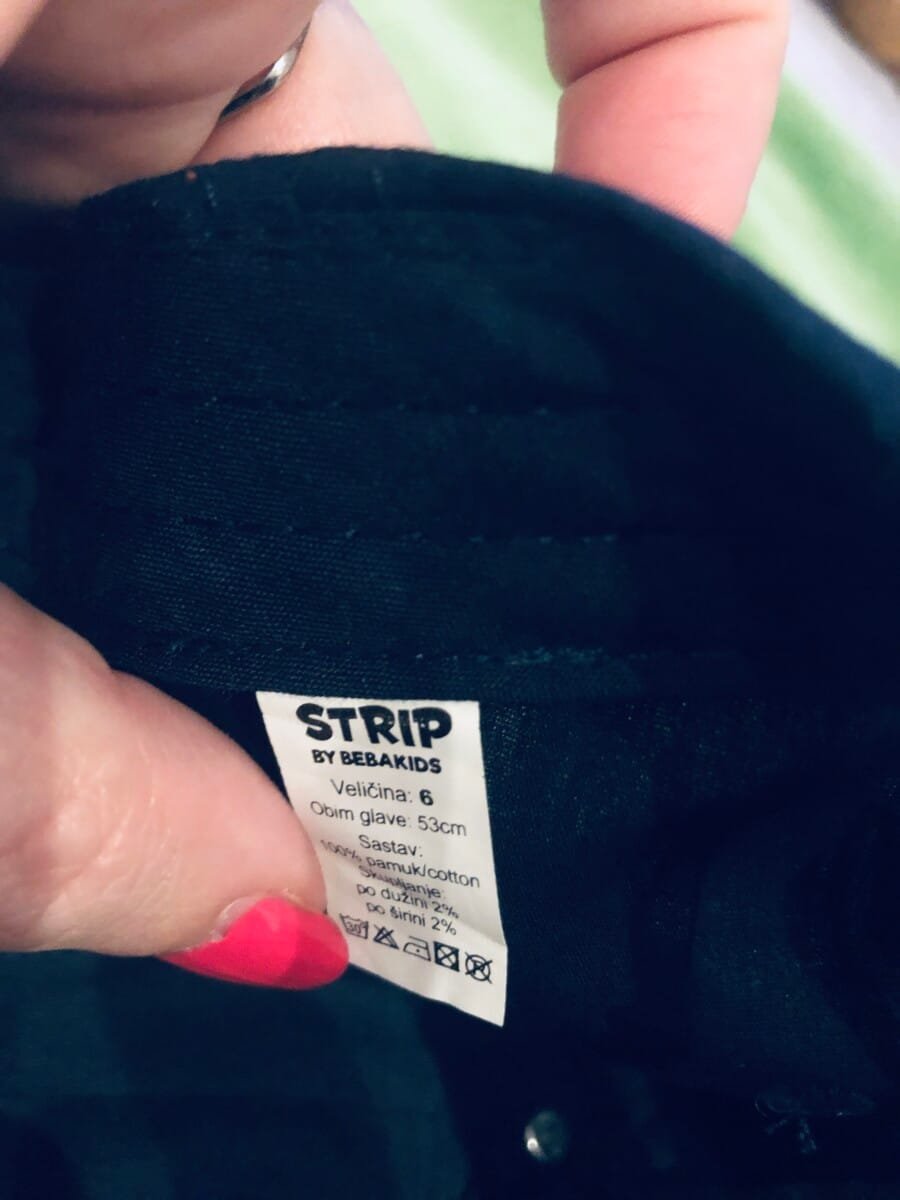 STRIP
BY BEBAKIDS
Veličina: 6
Obim glave: 53cm
Sastav:
100% pamuk/cotton
Skupljanje:
po dužini 2%
po širini 2%
30°